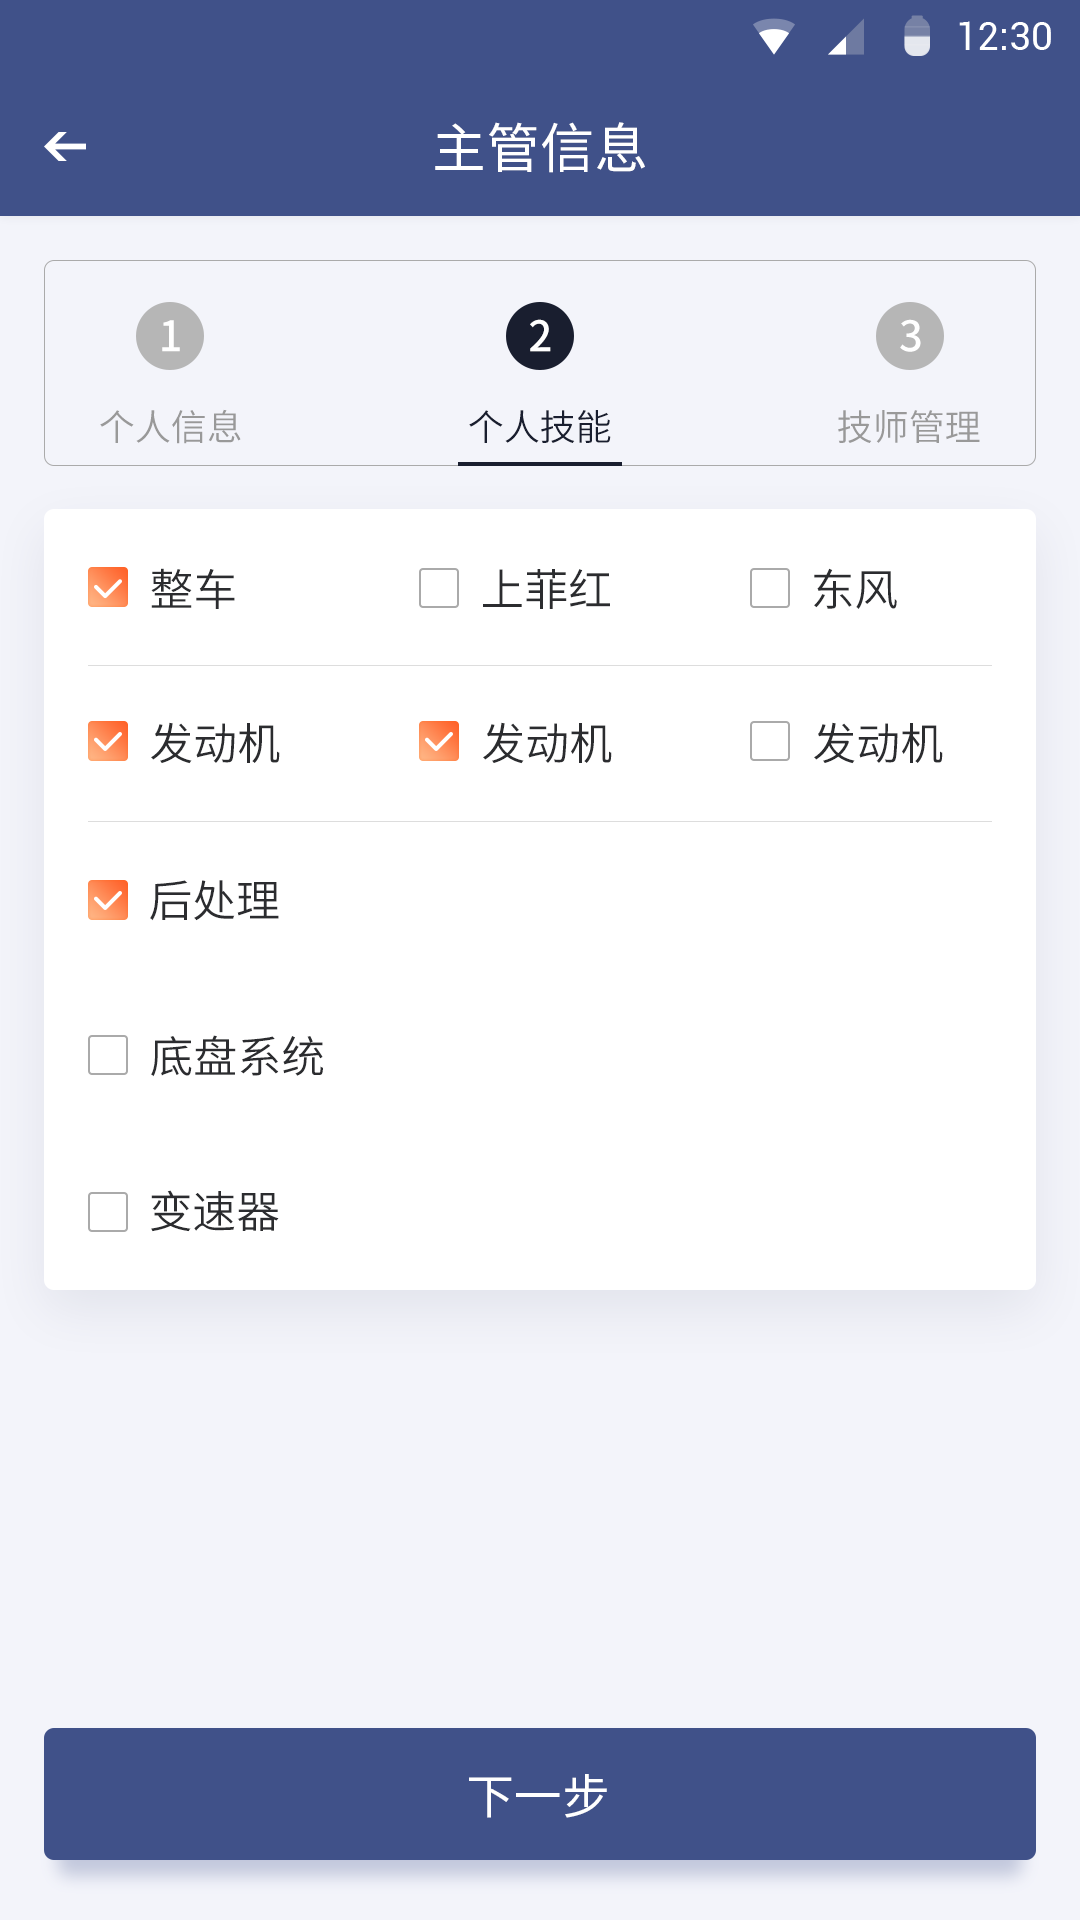 12:30
主管信息
1 2 3
个人信息 个人技能 技师管理
整车 上菲红 东风
发动机 发动机 发动机
后处理
底盘系统
变速器
下一步